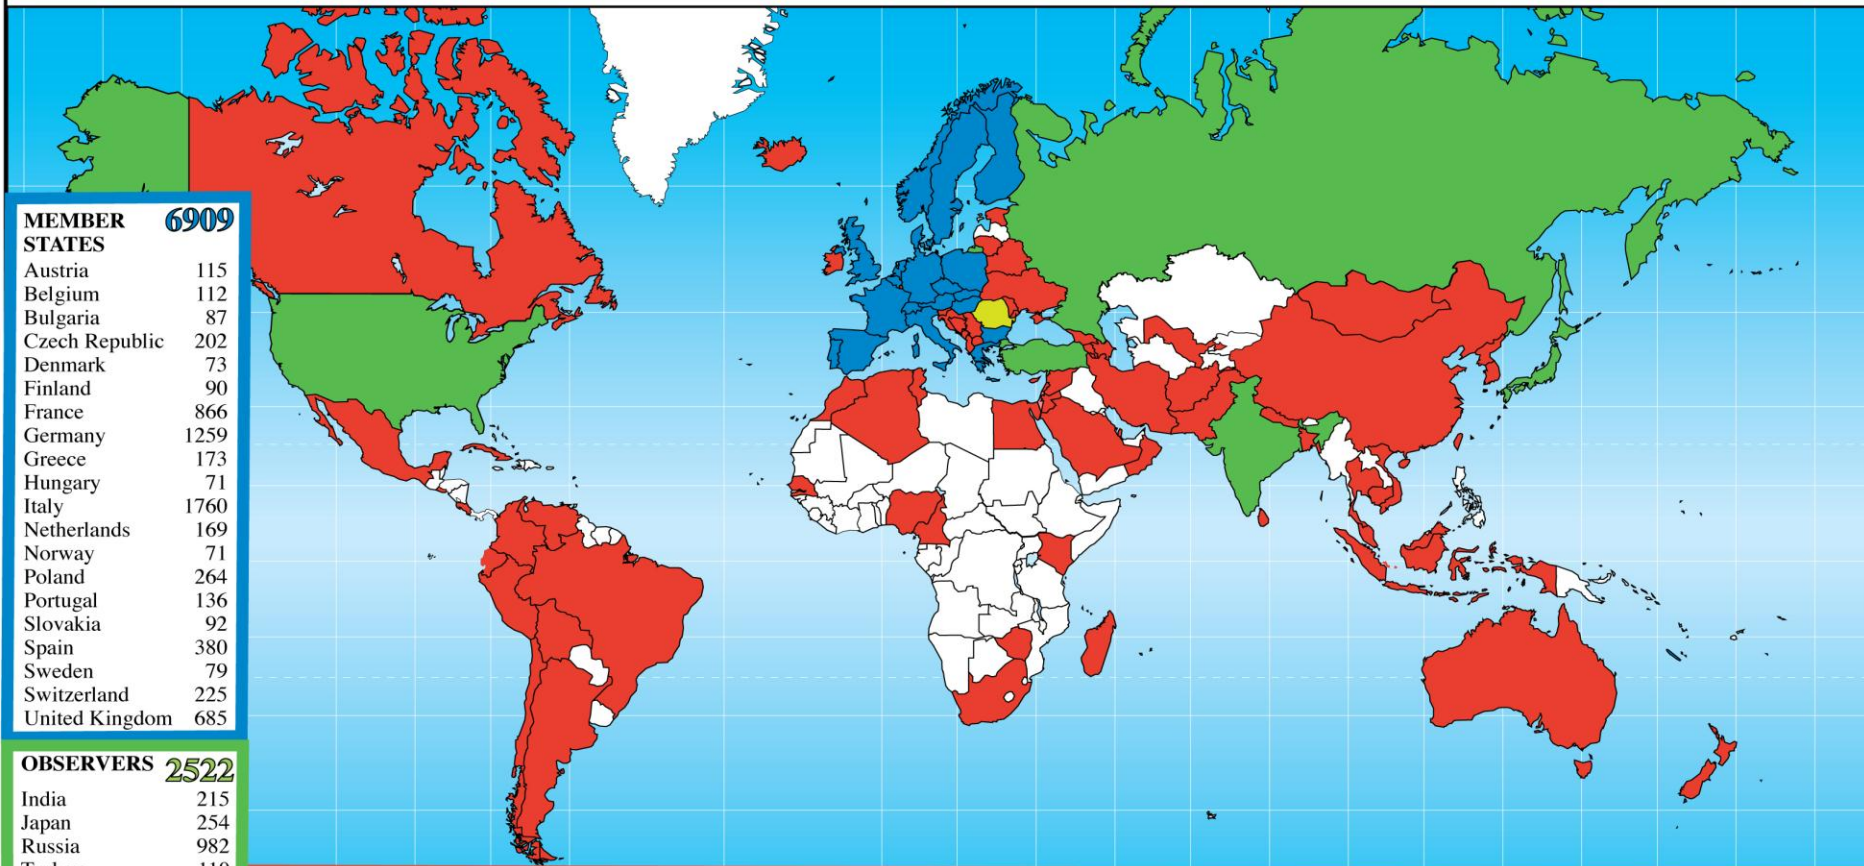 MEMBER STATES 6909
Austria 115
Belgium 112
Bulgaria 87
Czech Republic 202
Denmark 73
Finland 90
France 866
Germany 1259
Greece 173
Hungary 71
Italy 1760
Netherlands 169
Norway 71
Poland 264
Portugal 136
Slovakia 92
Spain 380
Sweden 79
Switzerland 225
United Kingdom 685
OBSERVERS 2522
India 215
Japan 254
Russia 982